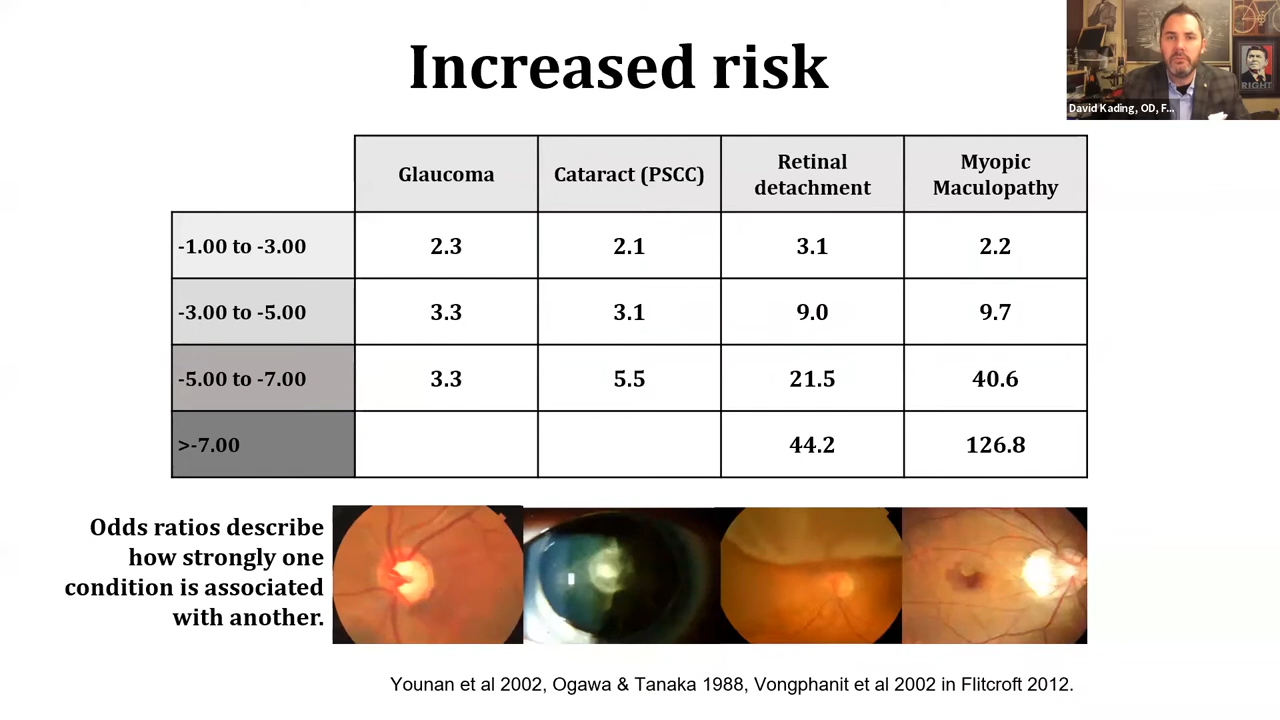 Increased risk
David Kading, OD, F...
RIGHT
Glaucoma Cataract (PSCC) Retinal detachment Myopic Maculopathy
-1.00 to -3.00 2.3 2.1 3.1 2.2
-3.00 to -5.00 3.3 3.1 9.0 9.7
-5.00 to -7.00 3.3 5.5 21.5 40.6
>-7.00 44.2 126.8
Odds ratios describe
how strongly one
condition is associated
with another.
Younan et al 2002, Ogawa & Tanaka 1988, Vongphanit et al 2002 in Flitcroft 2012.